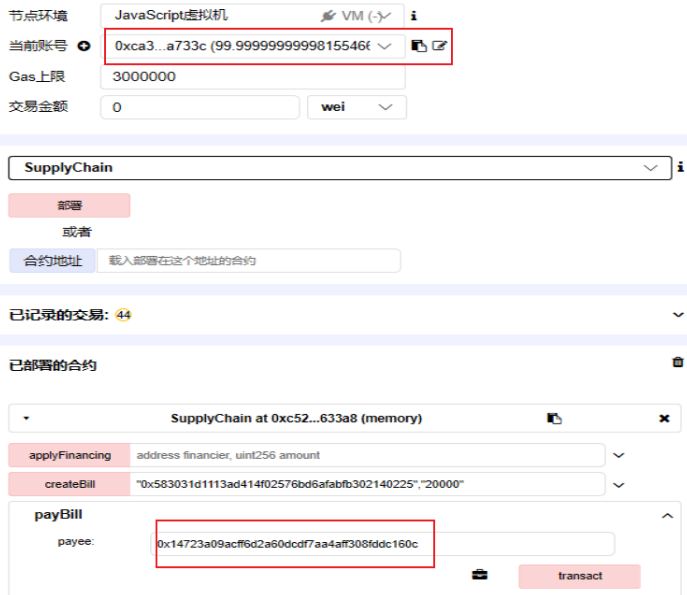 节点环境 JavaScript虚拟机 VM (-) i
当前账号 0xca3...a733c (99.99999999998155466
Gas上限 3000000
交易金额 0 wei
SupplyChain i
部署
或者
合约地址 载入部署在这个地址的合约
已记录的交易: 44
已部署的合约
SupplyChain at 0xc52...633a8 (memory)
applyFinancing address financier, uint256 amount
createBill "0x583031d1113ad414f02576bd6afabfb302140225","20000"
payBill
payee: 0x14723a09acff6d2a60dcdf7aa4aff308fddc160c
transact